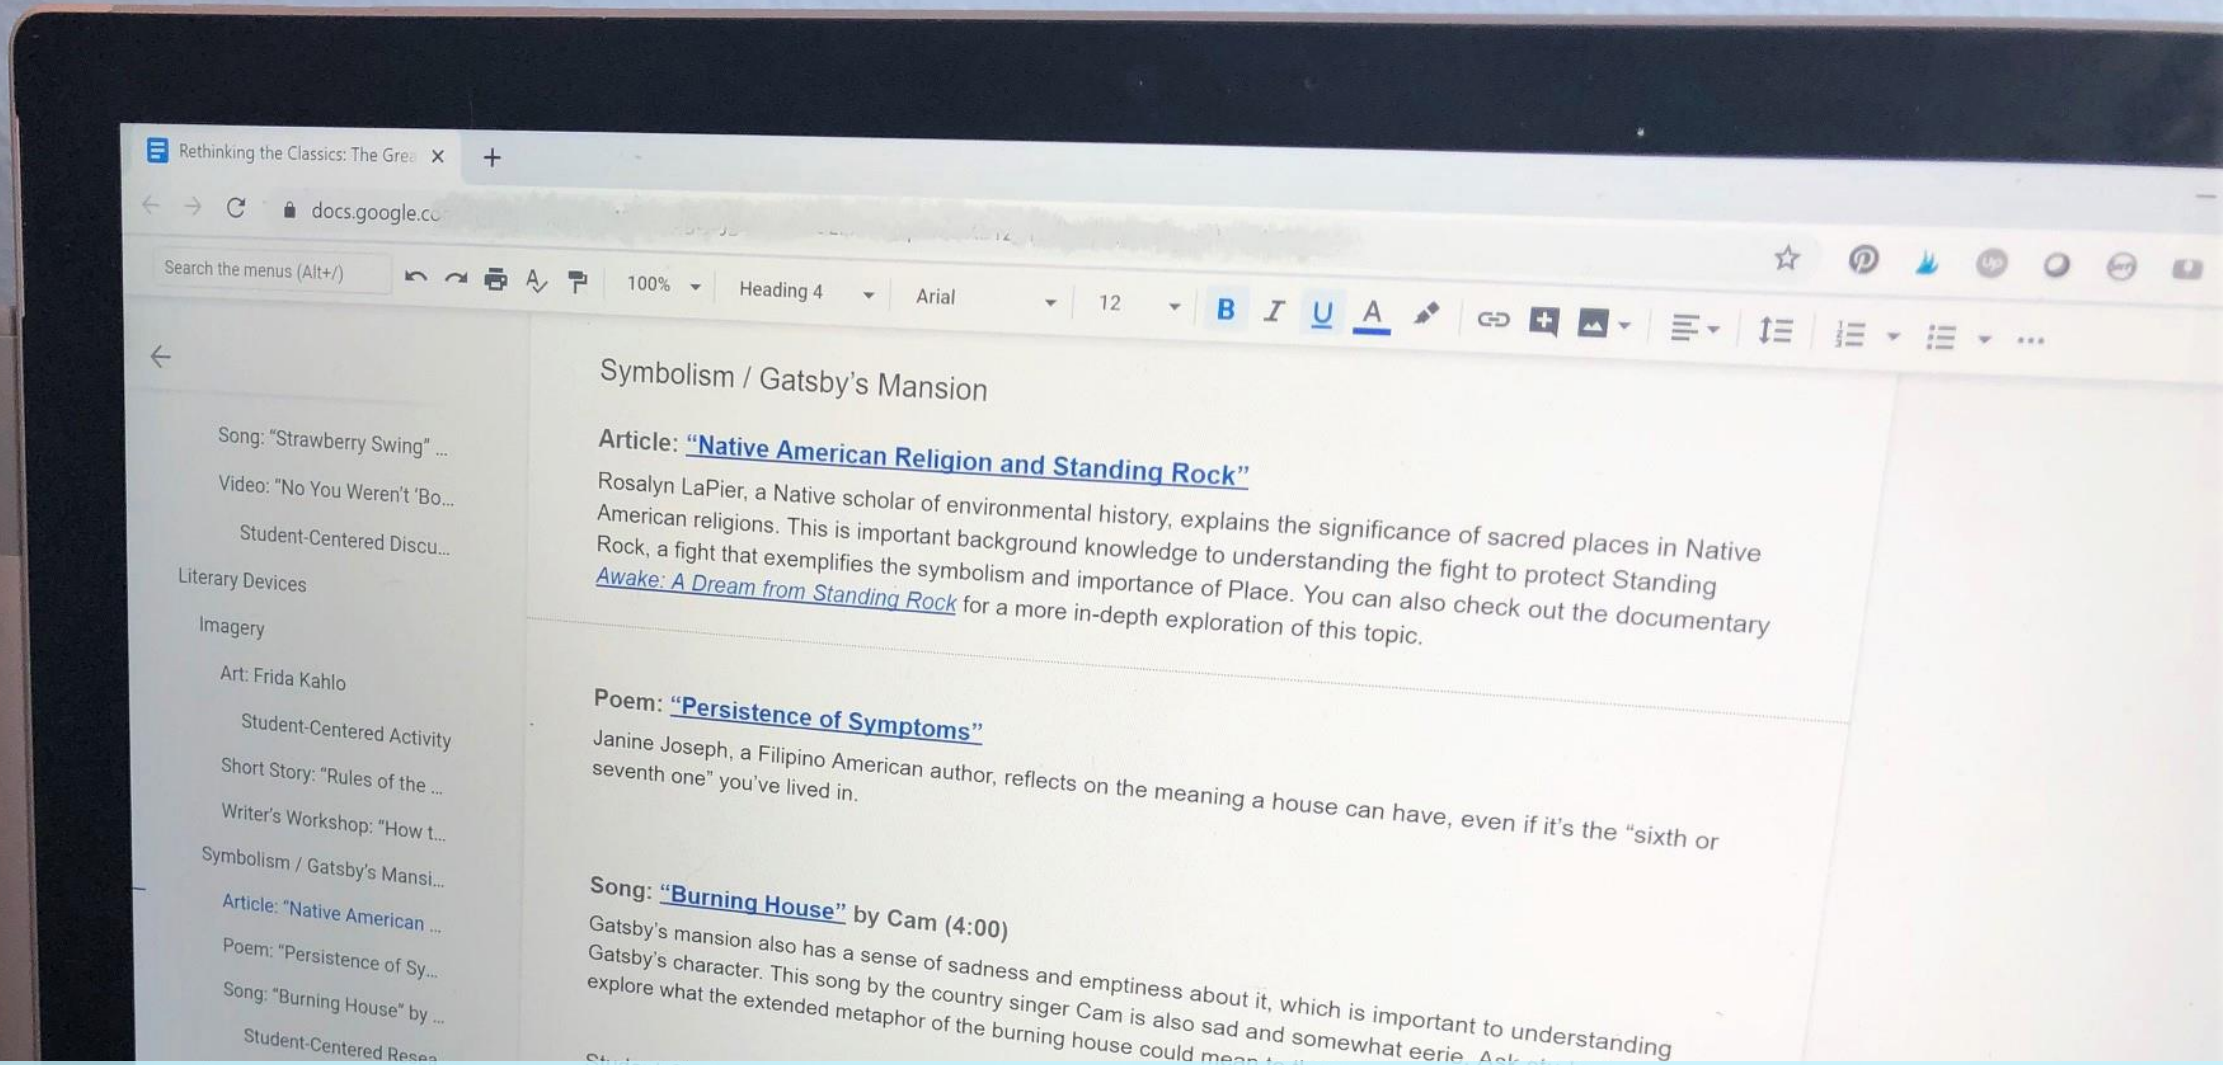 Rethinking the Classics: The Grea
docs.google.co
Search the menus (Alt+/)
100%
Heading 4
Arial
12
B I U A
Song: "Strawberry Swing" ...
Video: "No You Weren't 'Bo...
Student-Centered Discu...
Literary Devices
Imagery
Art: Frida Kahlo
Student-Centered Activity
Short Story: "Rules of the ...
Writer's Workshop: "How t...
Symbolism / Gatsby's Mansi...
Article: "Native American ...
Poem: "Persistence of Sy...
Song: "Burning House" by ...
Student-Centered Resea
Symbolism / Gatsby's Mansion
Article: “Native American Religion and Standing Rock”
Rosalyn LaPier, a Native scholar of environmental history, explains the significance of sacred places in Native
American religions. This is important background knowledge to understanding the fight to protect Standing
Rock, a fight that exemplifies the symbolism and importance of Place. You can also check out the documentary
Awake: A Dream from Standing Rock for a more in-depth exploration of this topic.
Poem: “Persistence of Symptoms”
Janine Joseph, a Filipino American author, reflects on the meaning a house can have, even if it's the “sixth or
seventh one” you've lived in.
Song: “Burning House” by Cam (4:00)
Gatsby's mansion also has a sense of sadness and emptiness about it, which is important to understanding
Gatsby's character. This song by the country singer Cam is also sad and somewhat eerie.
explore what the extended metaphor of the burning house could